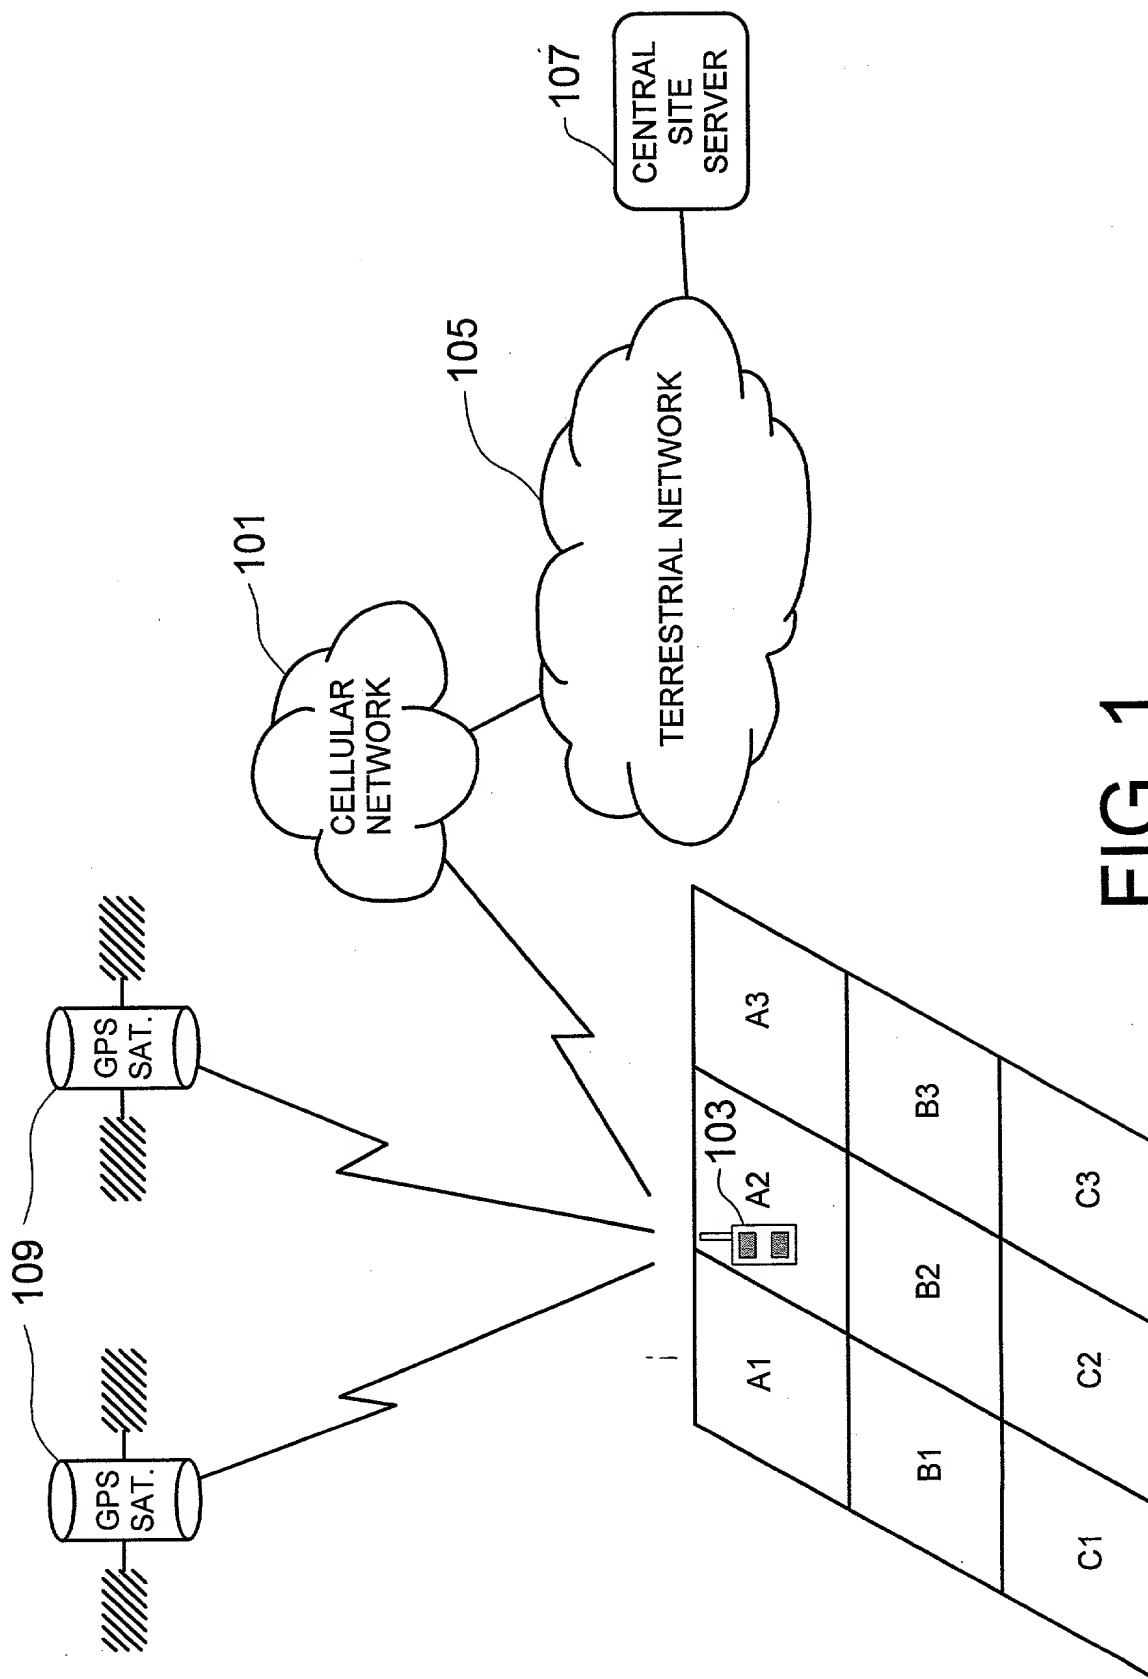 109
GPS
SAT.
GPS
SAT.
101
CELLULAR
NETWORK
105
TERRESTRIAL NETWORK
107
CENTRAL
SITE
SERVER
103
A1
A2
A3
B1
B2
B3
C1
C2
C3
FIG. 1